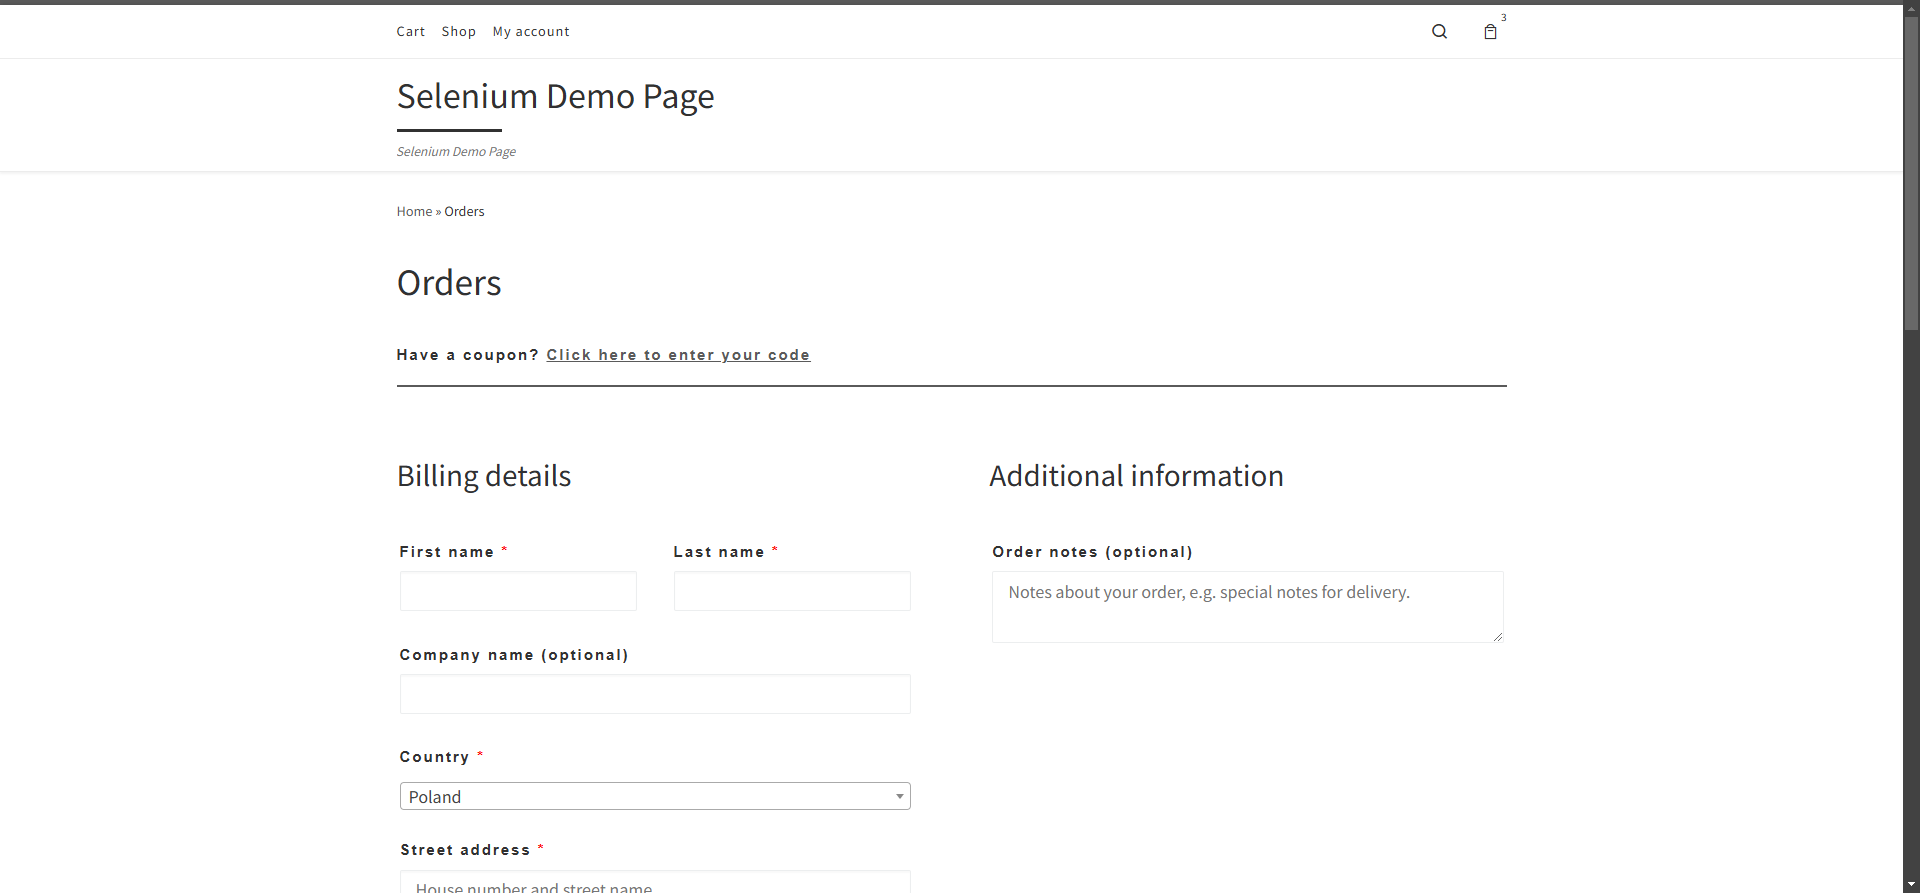 Cart Shop My account
3
Selenium Demo Page
Selenium Demo Page
Home » Orders
Orders
Have a coupon? Click here to enter your code
Billing details
Additional information
First name *
Last name *
Order notes (optional)
Notes about your order, e.g. special notes for delivery.
Company name (optional)
Country *
Poland
Street address *
House number and street name